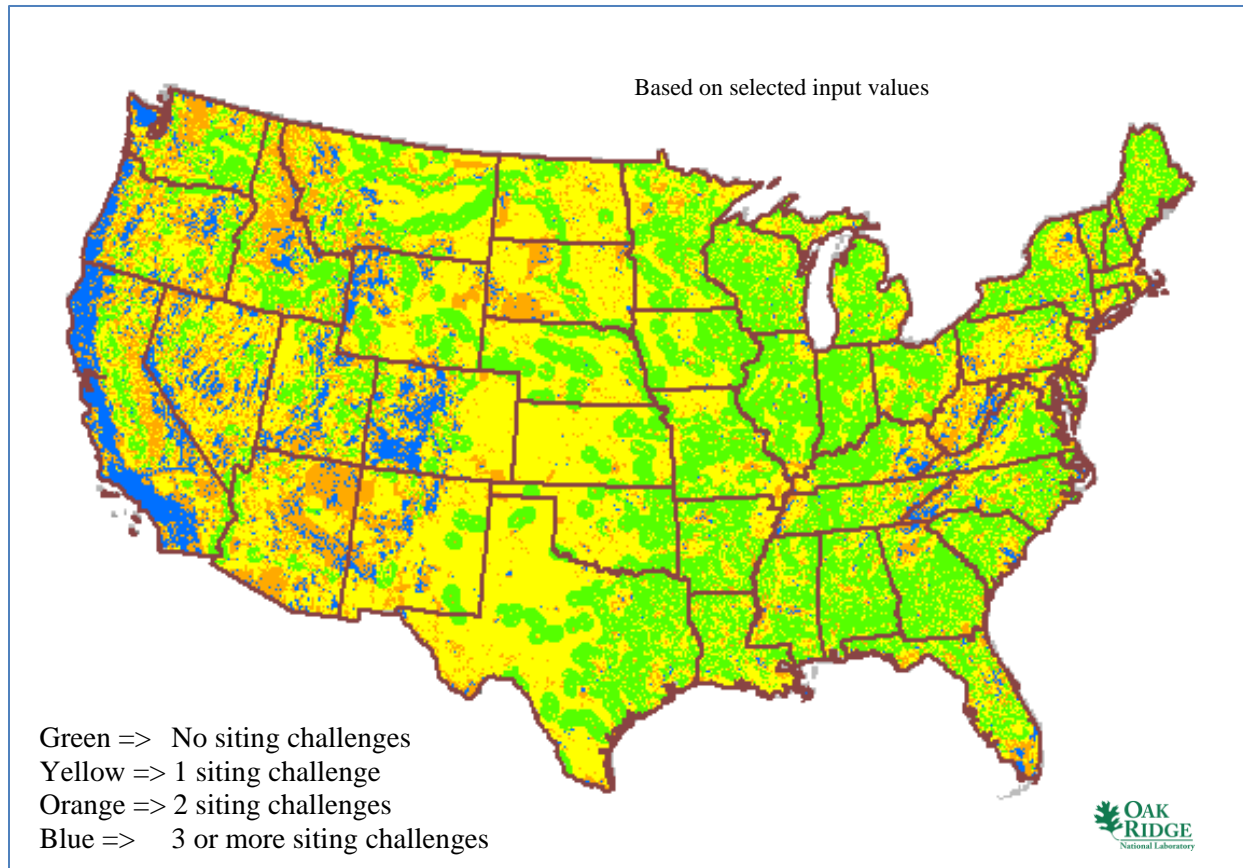 Based on selected input values
Green => No siting challenges
Yellow => 1 siting challenge
Orange => 2 siting challenges
Blue => 3 or more siting challenges
OAK
RIDGE
National Laboratory